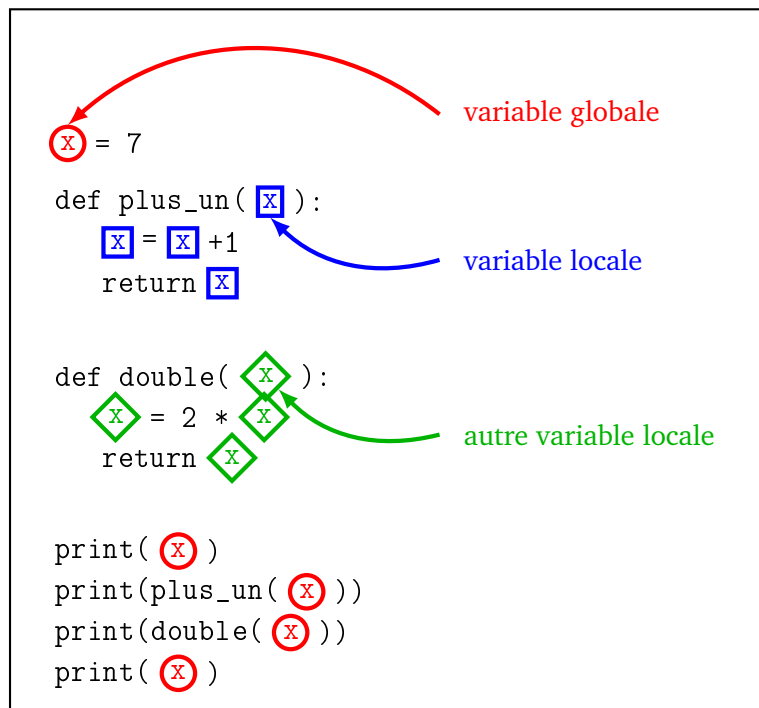 variable globale
x = 7
def plus_un( x ):
x = x +1
variable locale
return x
def double( x ):
x = 2 * x
autre variable locale
return x
print( x )
print(plus_un( x ))
print(double( x ))
print( x )